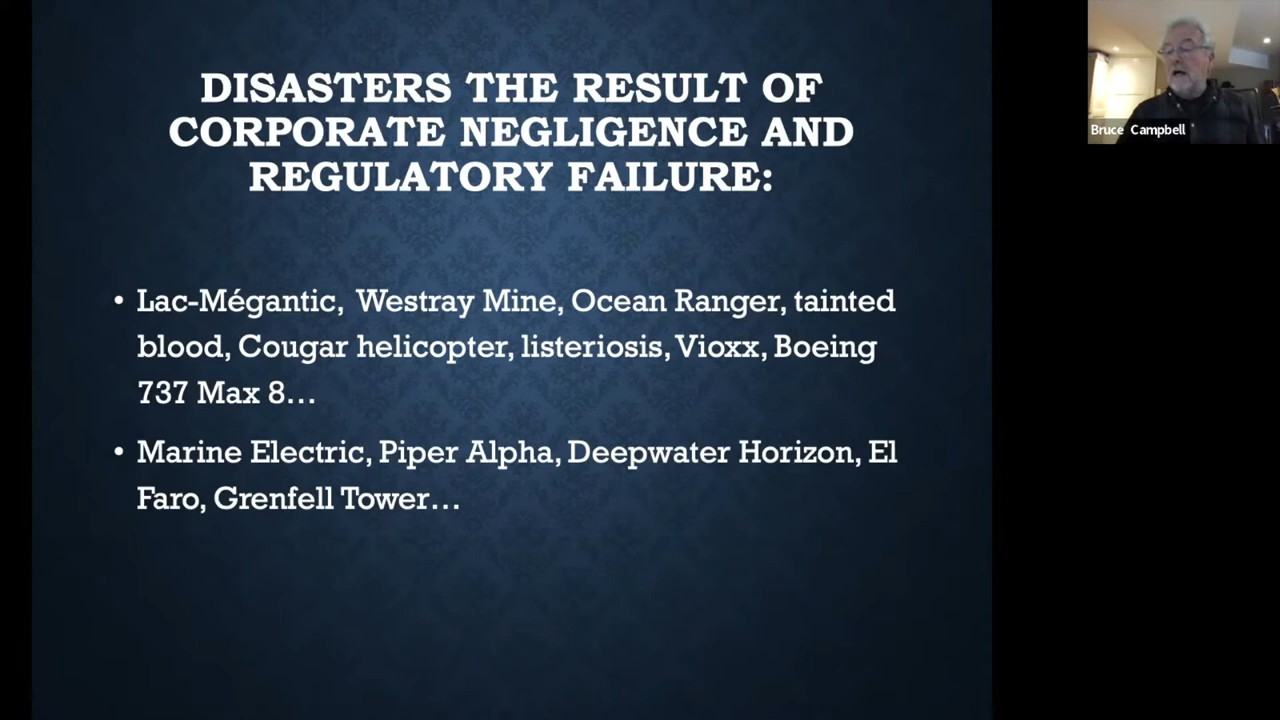 DISASTERS THE RESULT OF
CORPORATE NEGLIGENCE AND
REGULATORY FAILURE:
• Lac-Mégantic, Westray Mine, Ocean Ranger, tainted
blood, Cougar helicopter, listeriosis, Vioxx, Boeing
737 Max 8...
• Marine Electric, Piper Alpha, Deepwater Horizon, El
Faro, Grenfell Tower...
Bruce Campbell